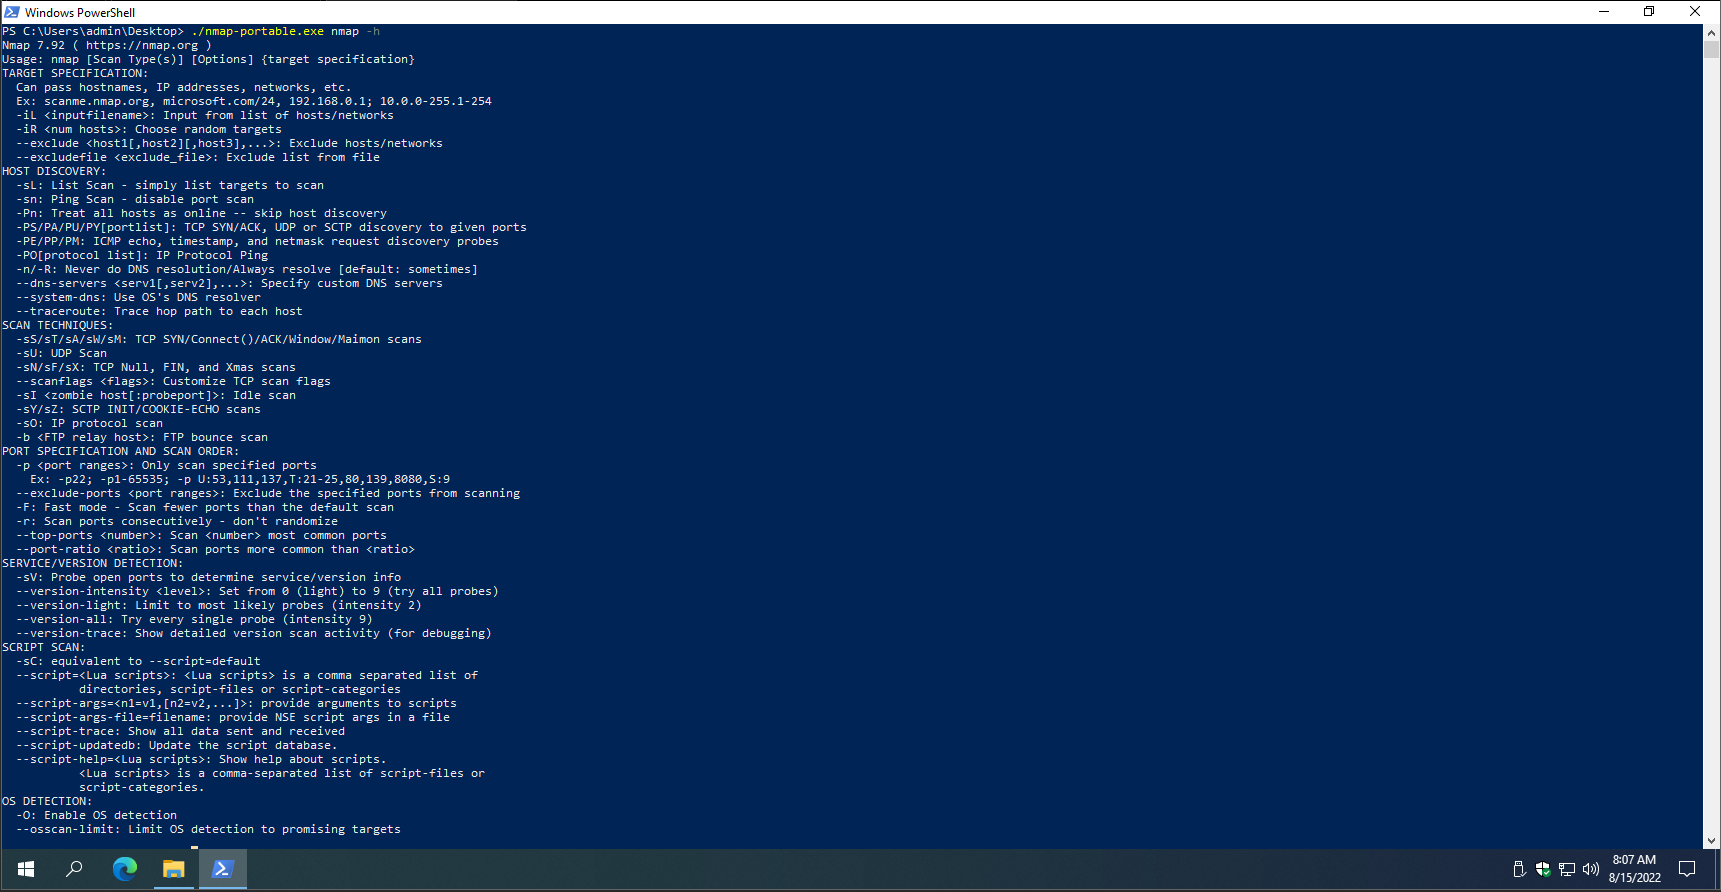 Windows PowerShell
PS C:\Users\admin\Desktop> ./nmap-portable.exe nmap -h
Nmap 7.92 ( https://nmap.org )
Usage: nmap [Scan Type(s)] [Options] {target specification}
TARGET SPECIFICATION:
  Can pass hostnames, IP addresses, networks, etc.
  Ex: scanme.nmap.org, microsoft.com/24, 192.168.0.1; 10.0.0-255.1-254
  -iL <inputfilename>: Input from list of hosts/networks
  -iR <num hosts>: Choose random targets
  --exclude <host1[,host2][,host3],...>: Exclude hosts/networks
  --excludefile <exclude_file>: Exclude list from file
HOST DISCOVERY:
  -sL: List Scan - simply list targets to scan
  -sn: Ping Scan - disable port scan
  -Pn: Treat all hosts as online -- skip host discovery
  -PS/PA/PU/PY[portlist]: TCP SYN/ACK, UDP or SCTP discovery to given ports
  -PE/PP/PM: ICMP echo, timestamp, and netmask request discovery probes
  -PO[protocol list]: IP Protocol Ping
  -n/-R: Never do DNS resolution/Always resolve [default: sometimes]
  --dns-servers <serv1[,serv2],...>: Specify custom DNS servers
  --system-dns: Use OS's DNS resolver
  --traceroute: Trace hop path to each host
SCAN TECHNIQUES:
  -sS/sT/sA/sW/sM: TCP SYN/Connect()/ACK/Window/Maimon scans
  -sU: UDP Scan
  -sN/sF/sX: TCP Null, FIN, and Xmas scans
  --scanflags <flags>: Customize TCP scan flags
  -sI <zombie host[:probeport]>: Idle scan
  -sY/sZ: SCTP INIT/COOKIE-ECHO scans
  -sO: IP protocol scan
  -b <FTP relay host>: FTP bounce scan
PORT SPECIFICATION AND SCAN ORDER:
  -p <port ranges>: Only scan specified ports
    Ex: -p22; -p1-65535; -p U:53,111,137,T:21-25,80,139,8080,S:9
  --exclude-ports <port ranges>: Exclude the specified ports from scanning
  -F: Fast mode - Scan fewer ports than the default scan
  -r: Scan ports consecutively - don't randomize
  --top-ports <number>: Scan <number> most common ports
  --port-ratio <ratio>: Scan ports more common than <ratio>
SERVICE/VERSION DETECTION:
  -sV: Probe open ports to determine service/version info
  --version-intensity <level>: Set from 0 (light) to 9 (try all probes)
  --version-light: Limit to most likely probes (intensity 2)
  --version-all: Try every single probe (intensity 9)
  --version-trace: Show detailed version scan activity (for debugging)
SCRIPT SCAN:
  -sC: equivalent to --script=default
  --script=<Lua scripts>: <Lua scripts> is a comma separated list of
           directories, script-files or script-categories
  --script-args=<n1=v1,[n2=v2,...]>: provide arguments to scripts
  --script-args-file=filename: provide NSE script args in a file
  --script-trace: Show all data sent and received
  --script-updatedb: Update the script database.
  --script-help=<Lua scripts>: Show help about scripts.
           <Lua scripts> is a comma-separated list of script-files or
           script-categories.
OS DETECTION:
  -O: Enable OS detection
  --osscan-limit: Limit OS detection to promising targets
8:07 AM
8/15/2022